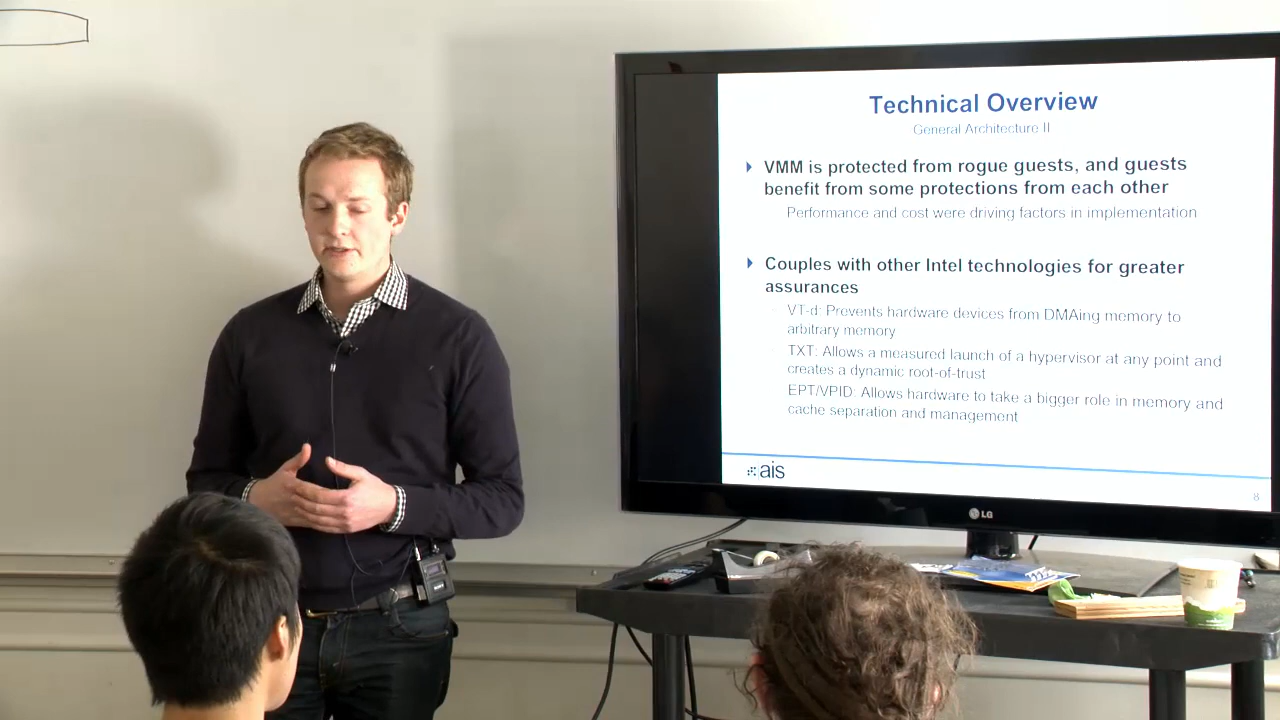 Technical Overview
General Architecture II
VMM is protected from rogue guests, and guests
benefit from some protections from each other
Performance and cost were driving factors in implementation
Couples with other Intel technologies for greater
assurances
VT-d: Prevents hardware devices from DMAing memory to
arbitrary memory
TXT: Allows a measured launch of a hypervisor at any point and
creates a dynamic root-of-trust
EPT/VPID: Allows hardware to take a bigger role in memory and
cache separation and management
ais
8
LG